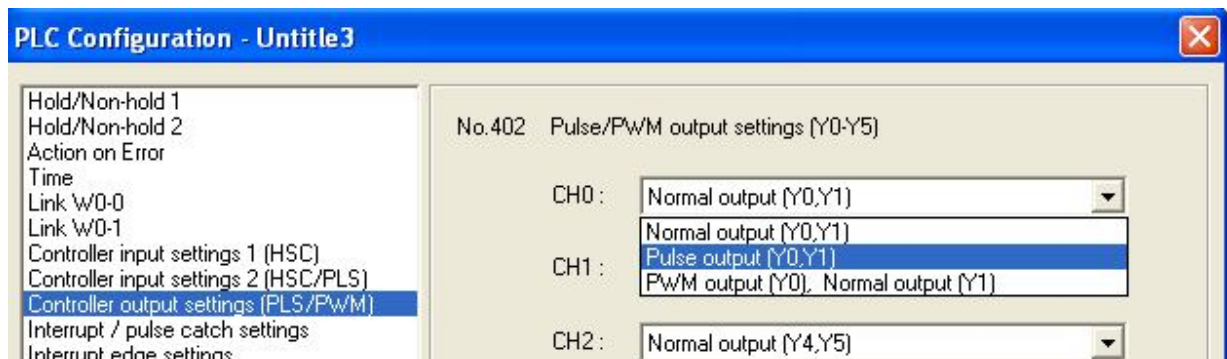 PLC Configuration - Untitle3
Hold/Non-hold 1
Hold/Non-hold 2
Action on Error
Time
Link W0-0
Link W0-1
Controller input settings 1 (HSC)
Controller input settings 2 (HSC/PLS)
Controller output settings (PLS/PWM)
Interrupt / pulse catch settings
Interrupt edge settings
No.402 Pulse/PWM output settings (Y0-Y5)
CH0 : Normal output (Y0,Y1)
Normal output (Y0,Y1)
Pulse output (Y0,Y1)
PWM output (Y0), Normal output (Y1)
CH1 :
CH2 : Normal output (Y4,Y5)